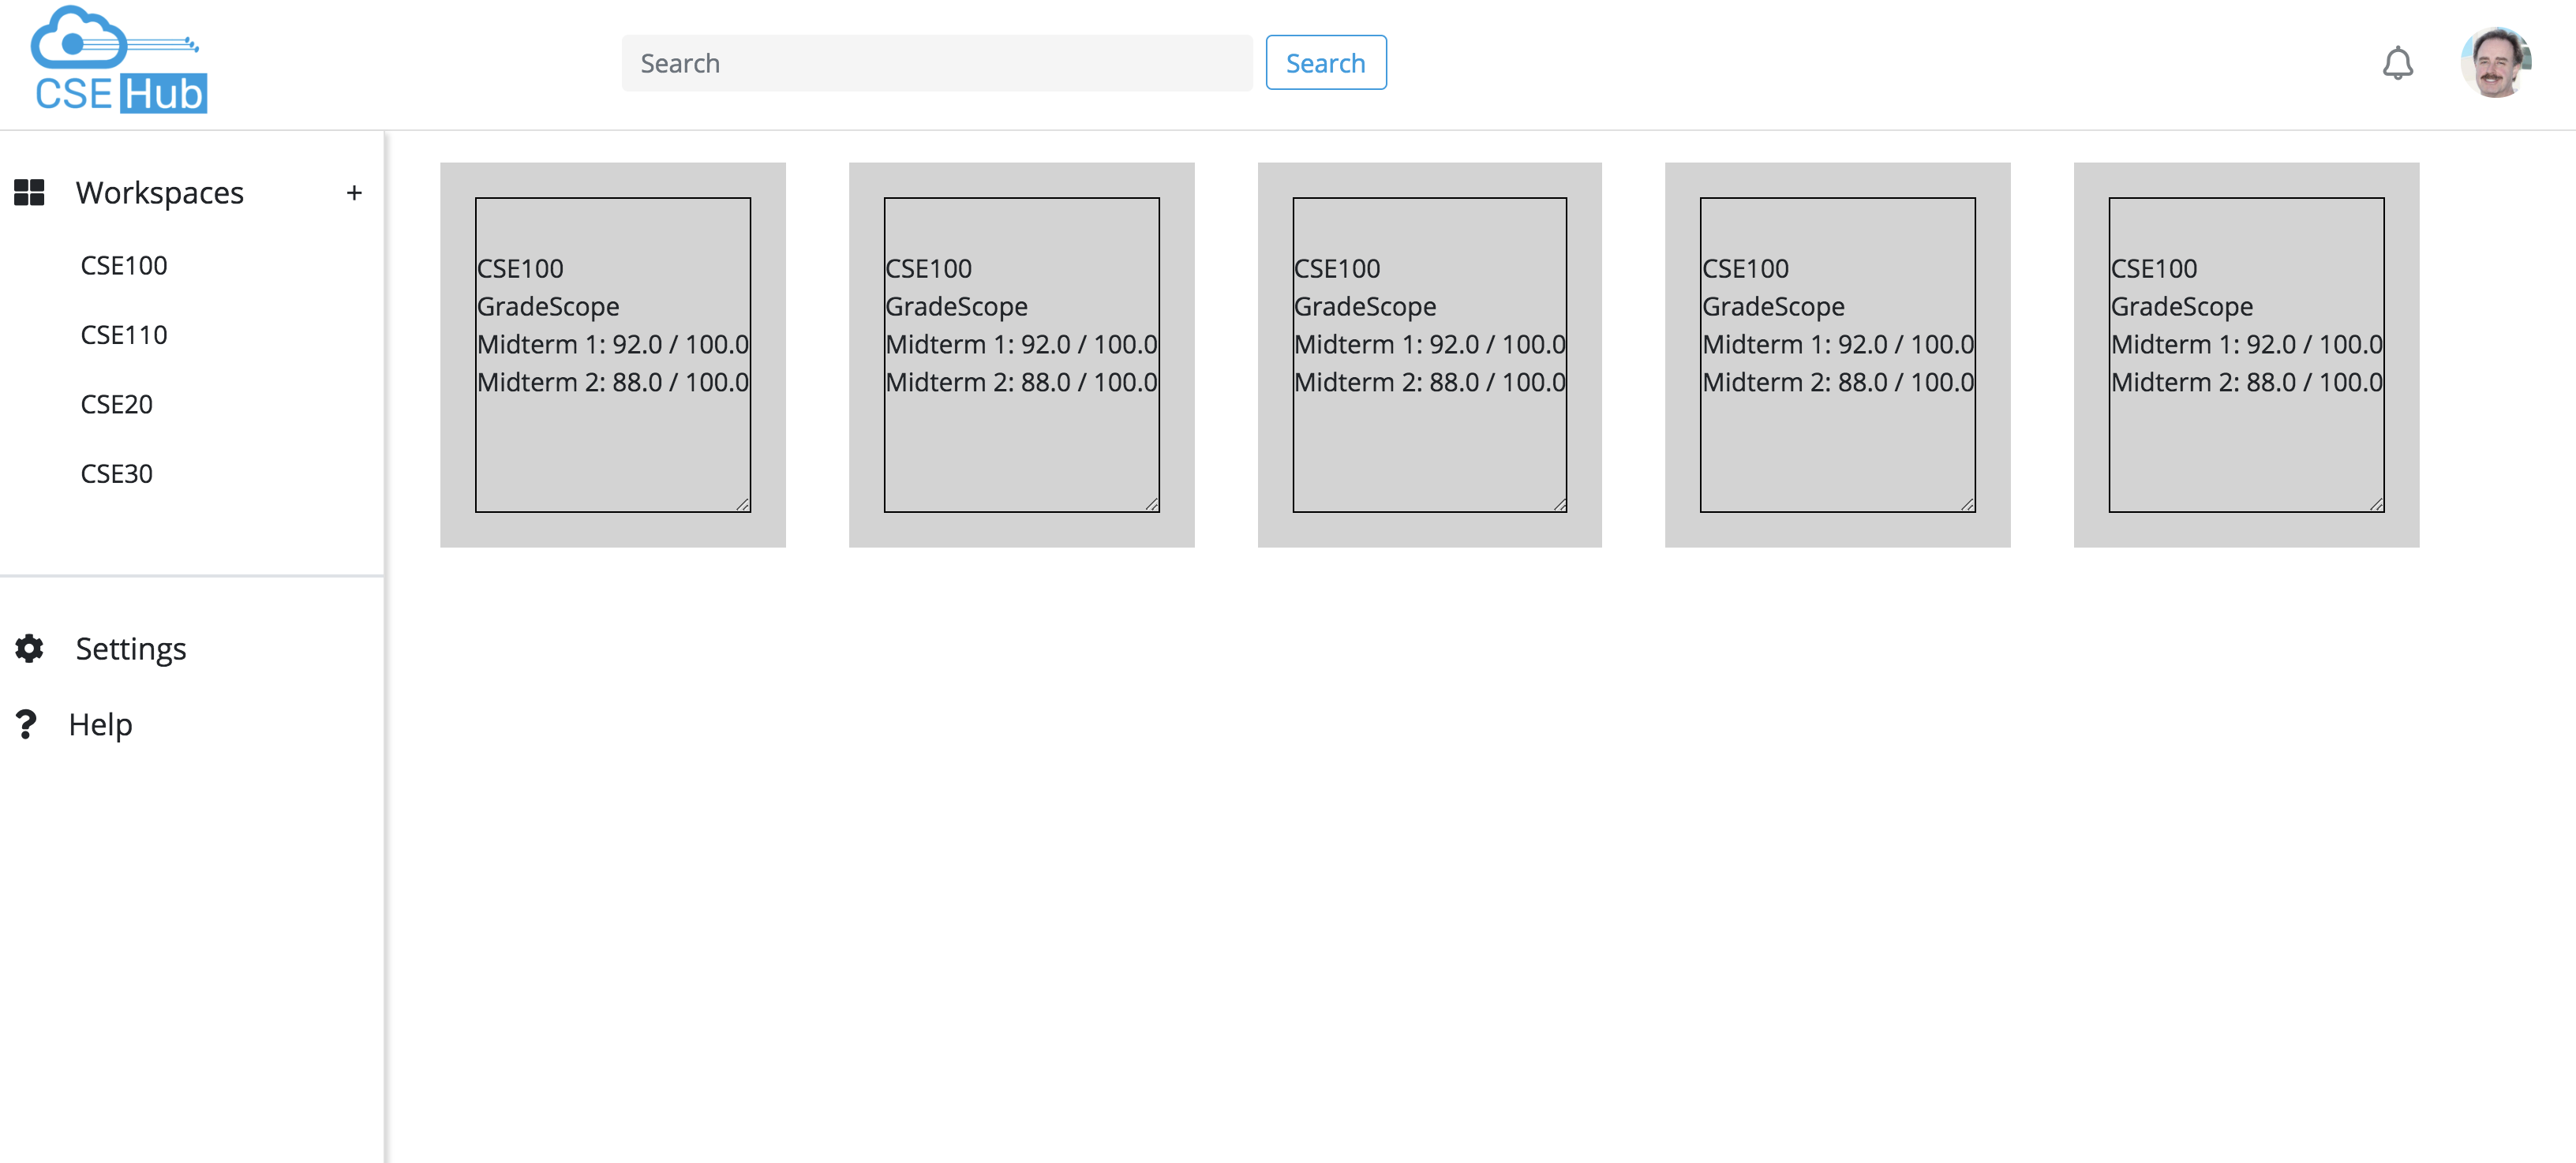 CSE Hub
Search
Search
Workspaces +
CSE100
CSE110
CSE20
CSE30
Settings
? Help
CSE100
GradeScope
Midterm 1: 92.0 / 100.0
Midterm 2: 88.0 / 100.0
CSE100
GradeScope
Midterm 1: 92.0 / 100.0
Midterm 2: 88.0 / 100.0
CSE100
GradeScope
Midterm 1: 92.0 / 100.0
Midterm 2: 88.0 / 100.0
CSE100
GradeScope
Midterm 1: 92.0 / 100.0
Midterm 2: 88.0 / 100.0
CSE100
GradeScope
Midterm 1: 92.0 / 100.0
Midterm 2: 88.0 / 100.0